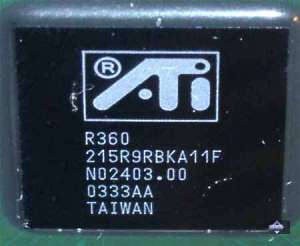 ® ATI
R360
215R9RBKA11F
N02403.00
0333AA
TAIWAN